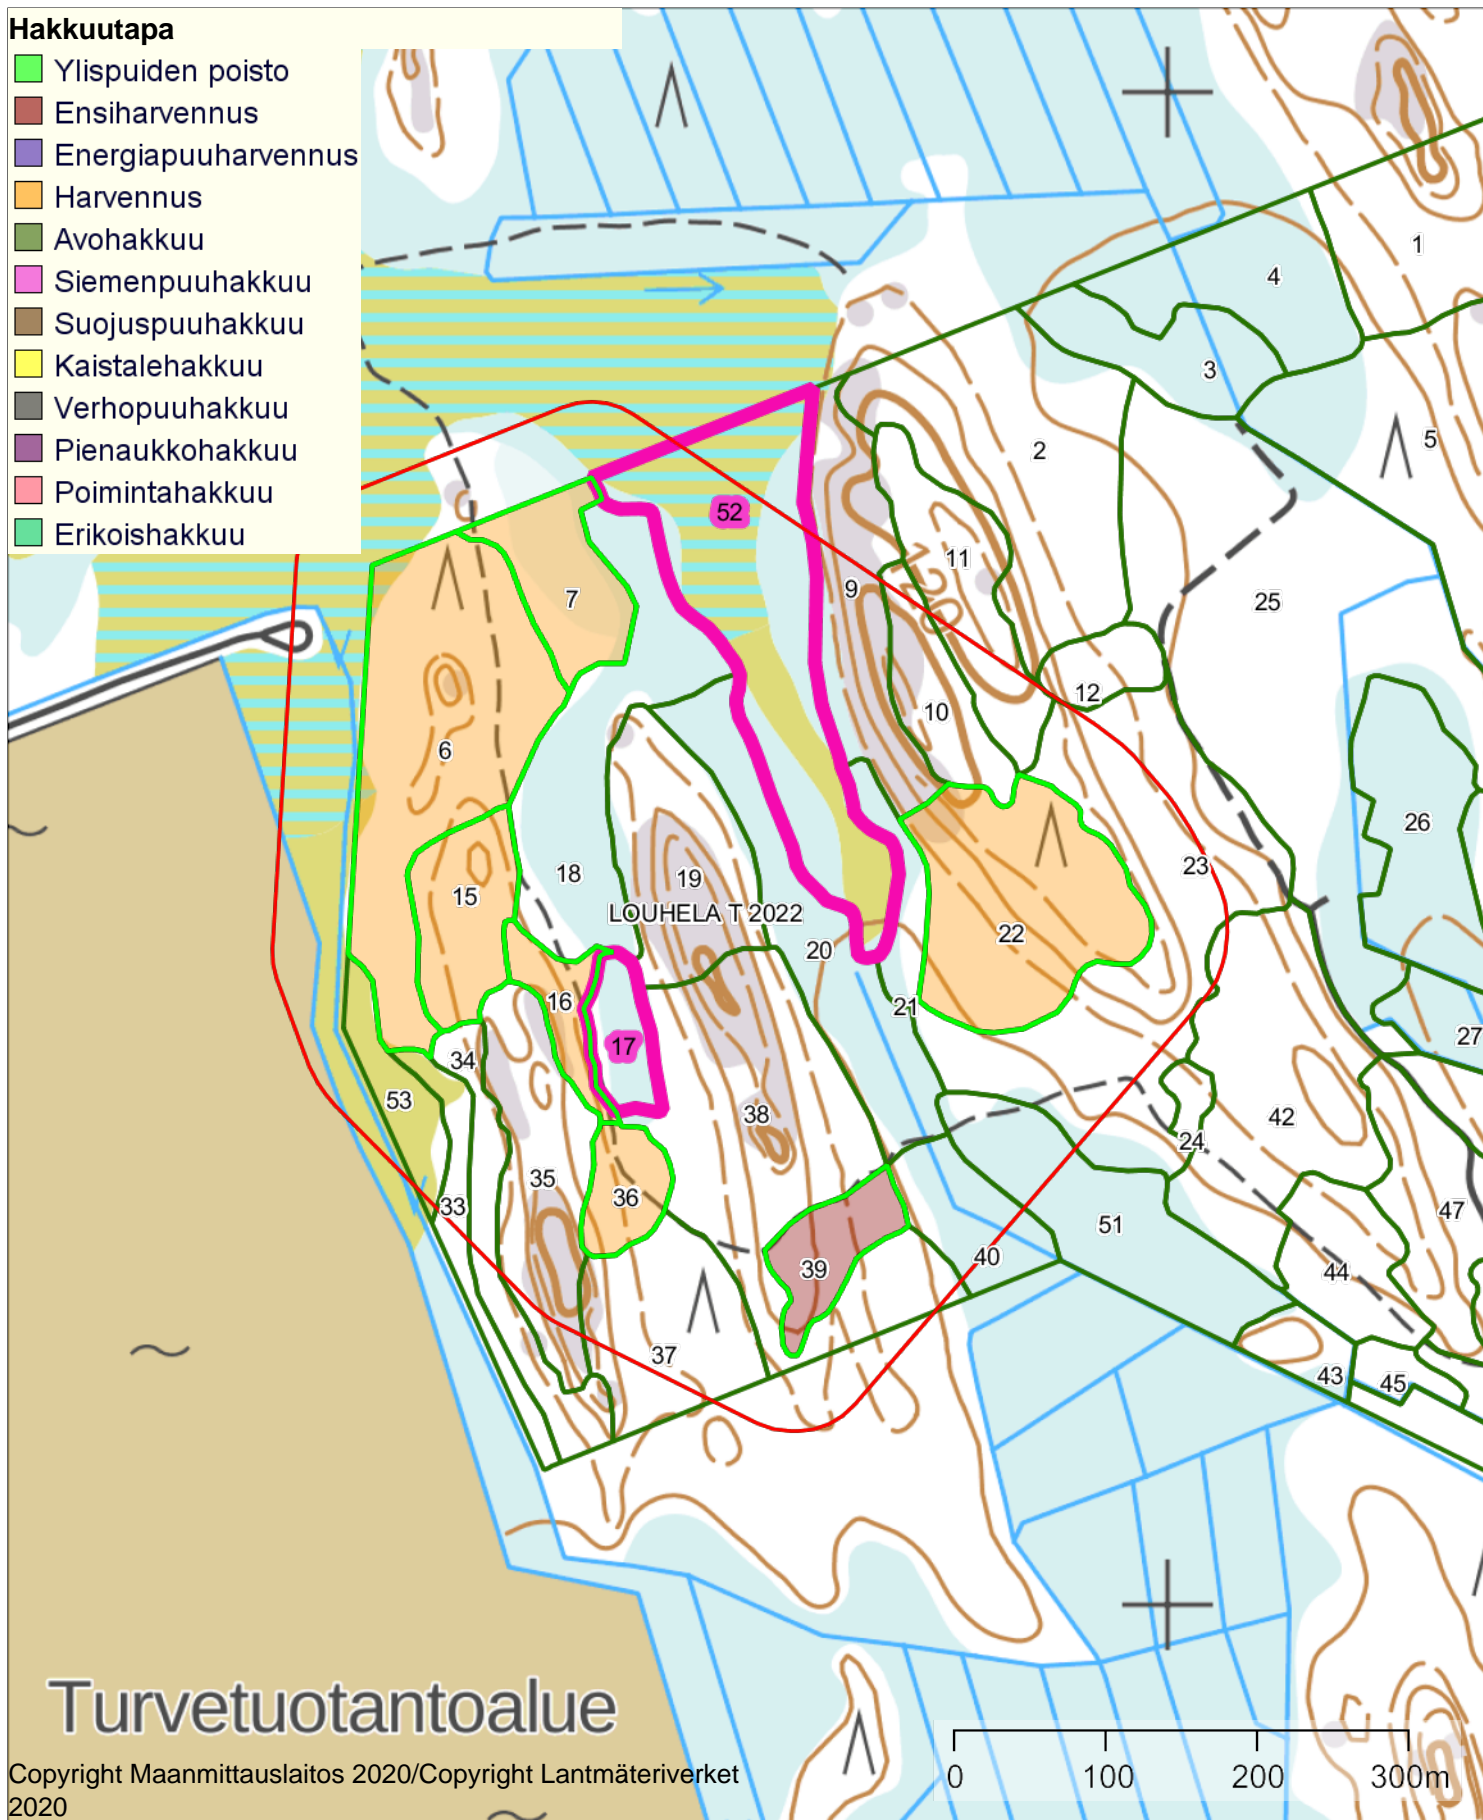 Hakkuutapa
Ylispuiden poisto
Ensiharvennus
Energiapuuharvennus
Harvennus
Avohakkuu
Siemenpuuhakkuu
Suojuspuuhakkuu
Kaistalehakkuu
Verhopuuhakkuu
Pienaukkohakkuu
Poimintahakkuu
Erikoishakkuu
1
4
3
5
2
52
11
9
7
25
12
10
6
26
23
18
19
15
LOUHELA T 2022
22
20
16
21
27
17
34
53
38
42
24
35
36
33
47
51
40
39
44
37
43
45
120
Turvetuotantoalue
Copyright Maanmittauslaitos 2020/Copyright Lantmäteriverket
2020
0 100 200 300m